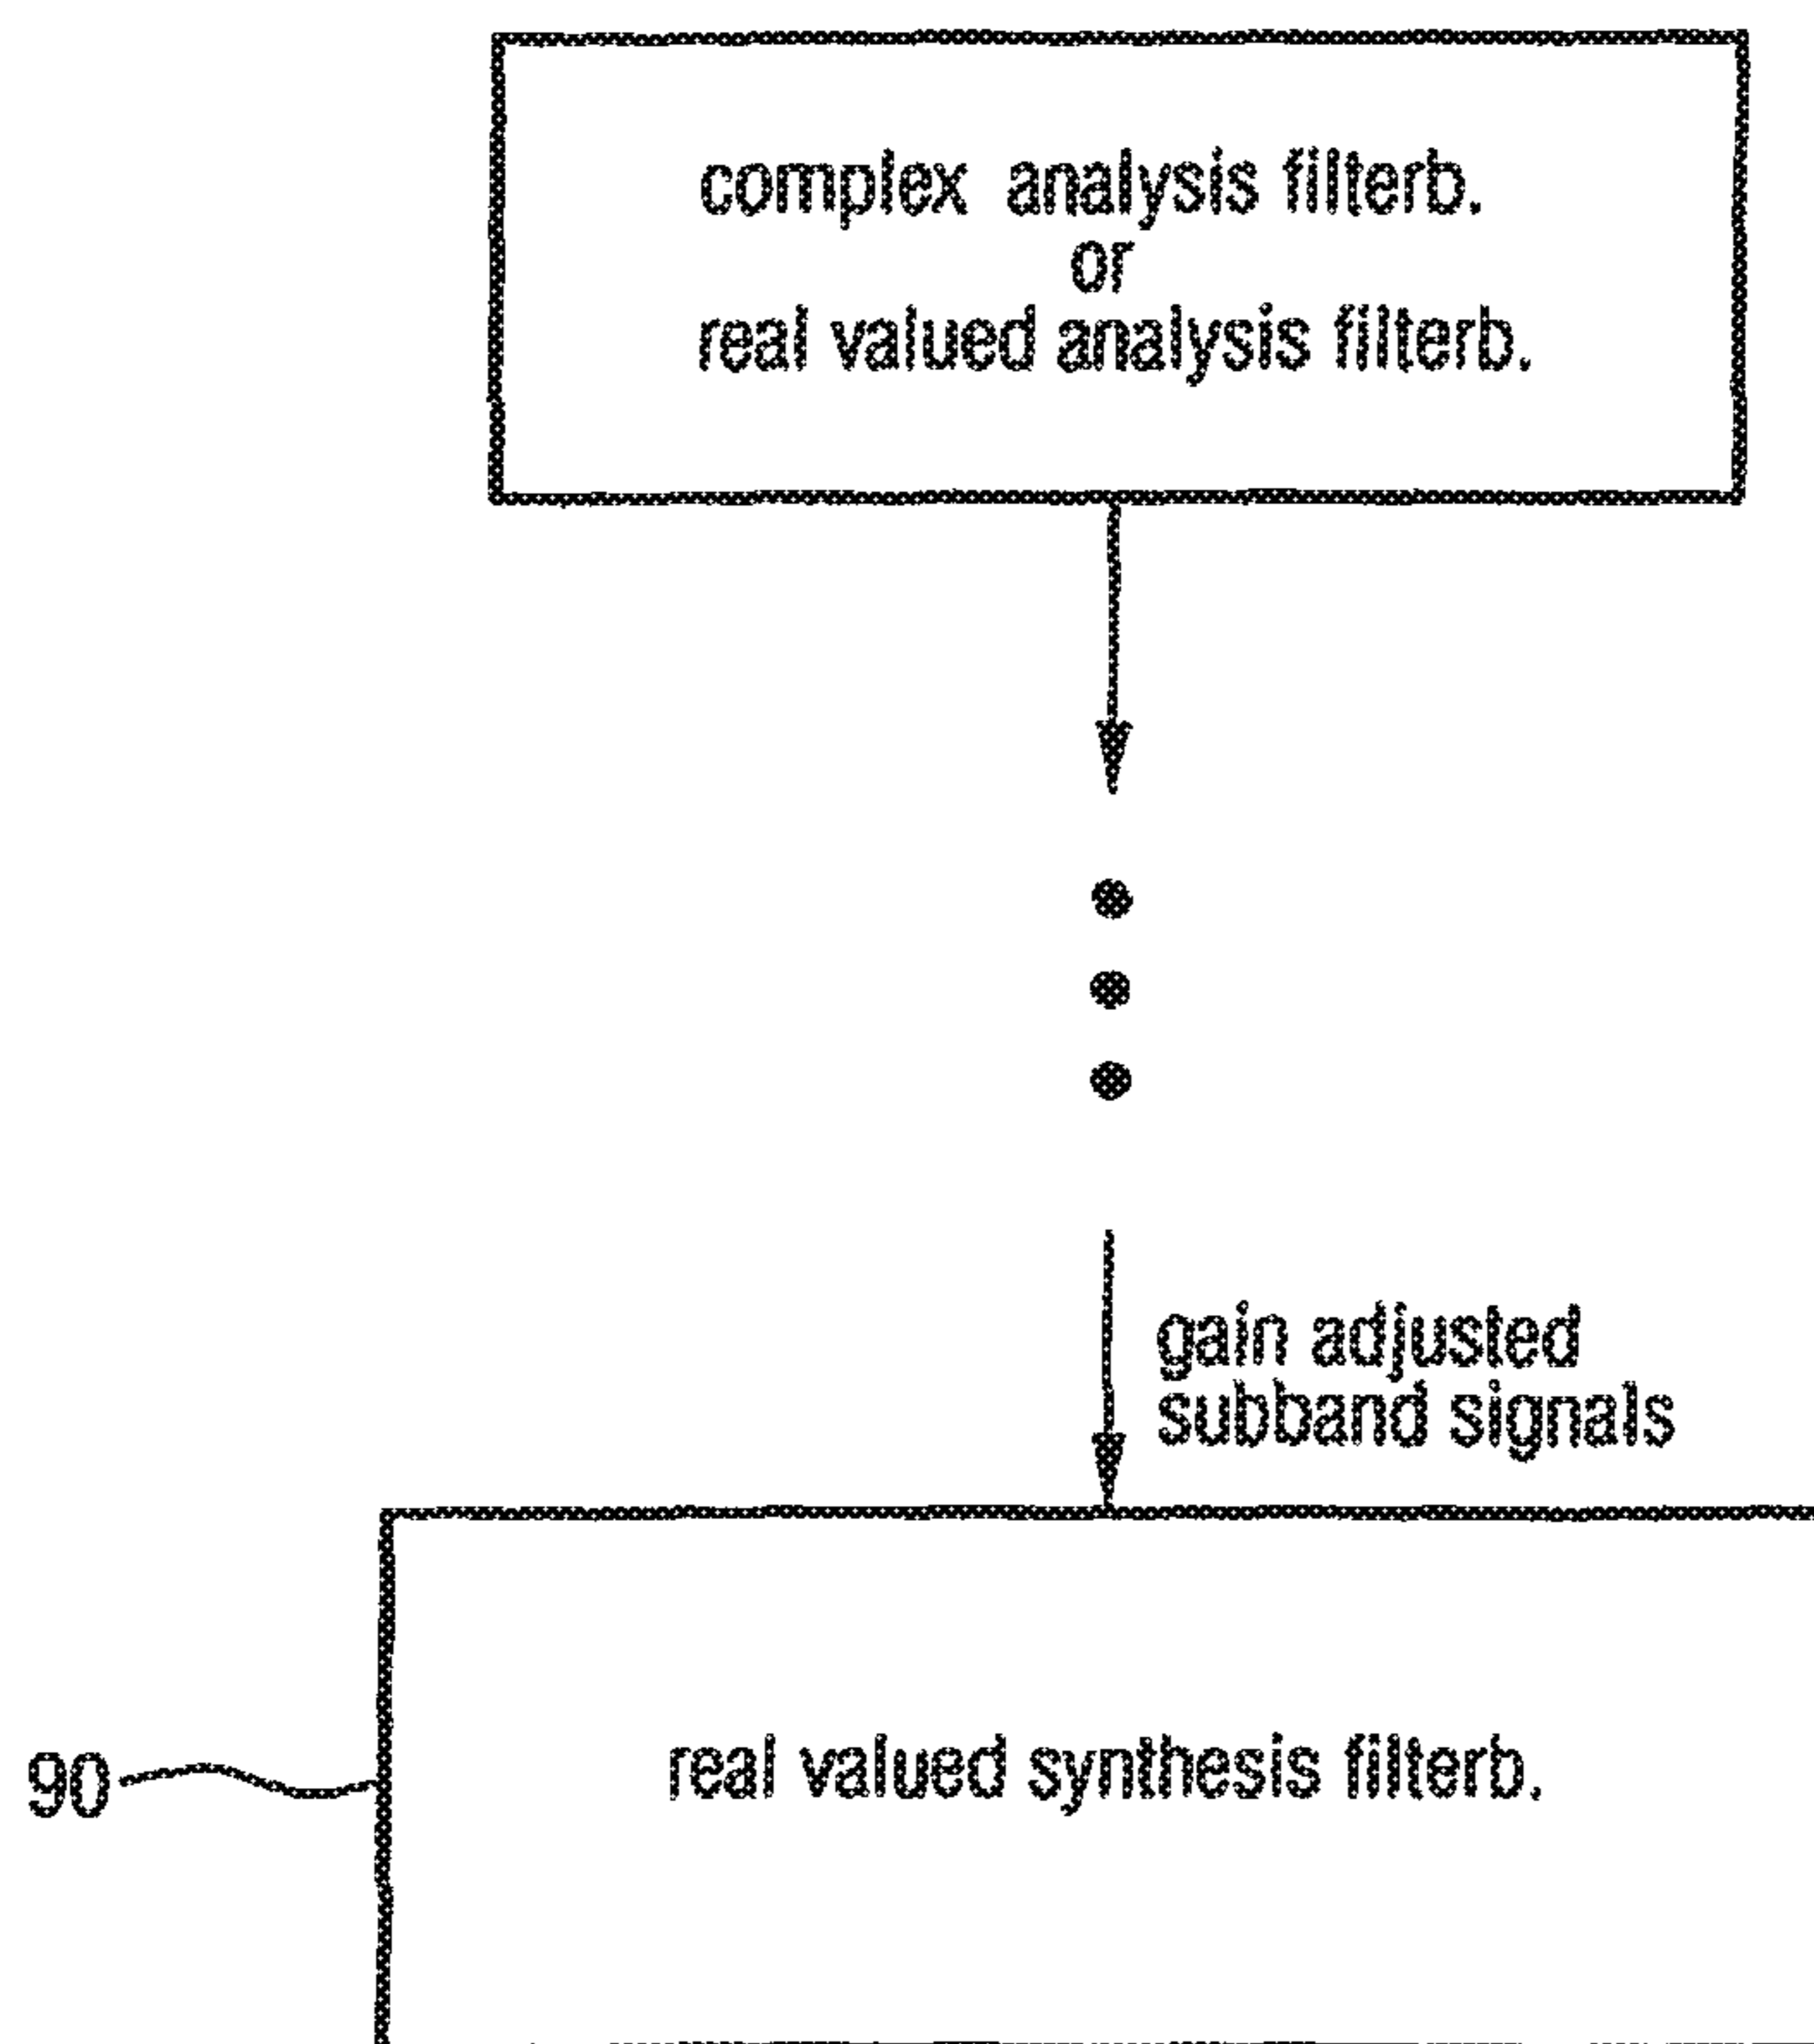 complex analysis filterb.
or
real valued analysis filterb.
gain adjusted
subband signals
90
real valued synthesis filterb.